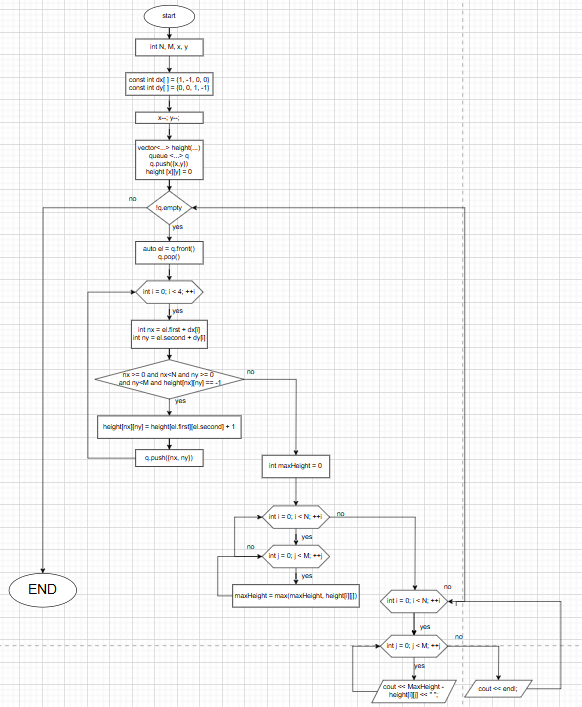 start
int N, M, x, y
const int dx[ ] = {1, -1, 0, 0}
const int dy[ ] = {0, 0, 1, -1}
x--; y--;
vector<...> height(...)
queue <...> q
q.push({x,y})
height [x][y] = 0
no
!q.empty
yes
auto el = q.front()
q.pop()
int i = 0; i < 4; ++i
yes
int nx = el.first + dx[i]
int ny = el.second + dy[i]
nx >= 0 and nx<N and ny >= 0
and ny<M and height[nx][ny] == -1
no
yes
height[nx][ny] = height[el.first][el.second] + 1
q.push({nx, ny})
int maxHeight = 0
int i = 0; i < N; ++i
no
yes
no
int j = 0; j < M; ++j
yes
maxHeight = max(maxHeight, height[i][j])
END
no
int i = 0; i < N; ++i
yes
no
int j = 0; j < M; ++j
yes
cout << MaxHeight -
height[i][j] << " ";
cout << endl;